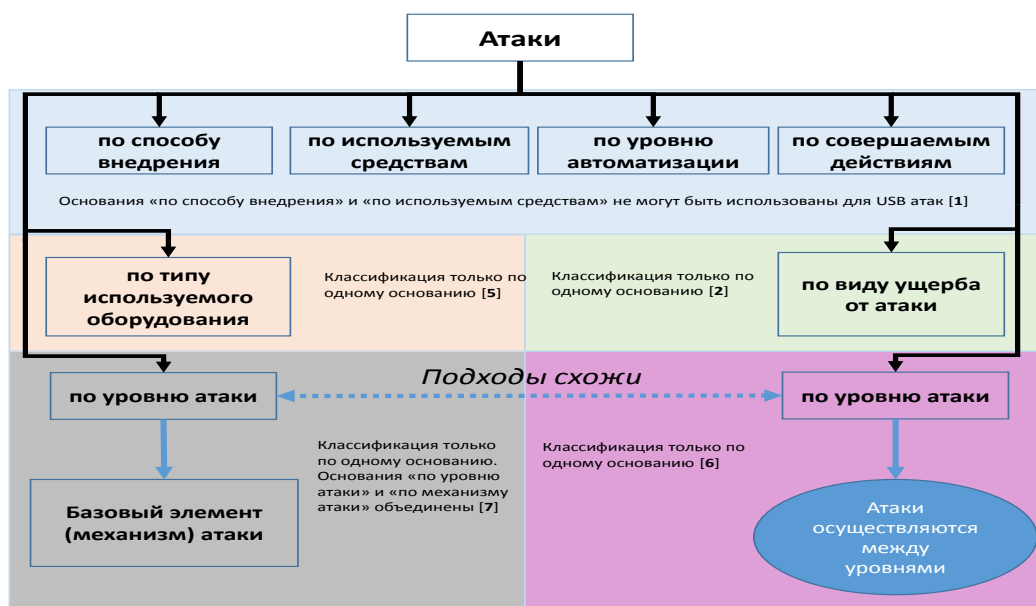 Атаки
по способу
внедрения
по используемым
средствам
по уровню
автоматизации
по совершаемым
действиям
Основания «по способу внедрения» и «по используемым средствам» не могут быть использованы для USB атак [1]
по типу
используемого
оборудования
Классификация только по
одному основанию [5]
Классификация только по
одному основанию [2]
по виду ущерба
от атаки
Подходы схожи
по уровню атаки
по уровню атаки
Классификация только
по одному основанию.
Основания «по уровню
атаки» и «по механизму
атаки» объединены [7]
Классификация только по
одному основанию [6]
Базовый элемент
(механизм) атаки
Атаки
осуществляются
между
уровнями